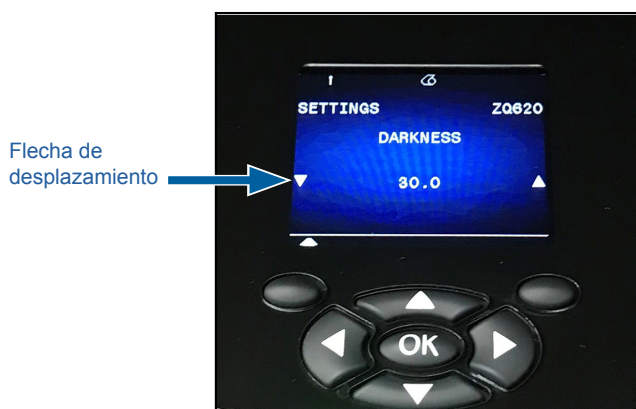 SETTINGS ZQ620
DARKNESS
Flecha de
desplazamiento
30.0
OK